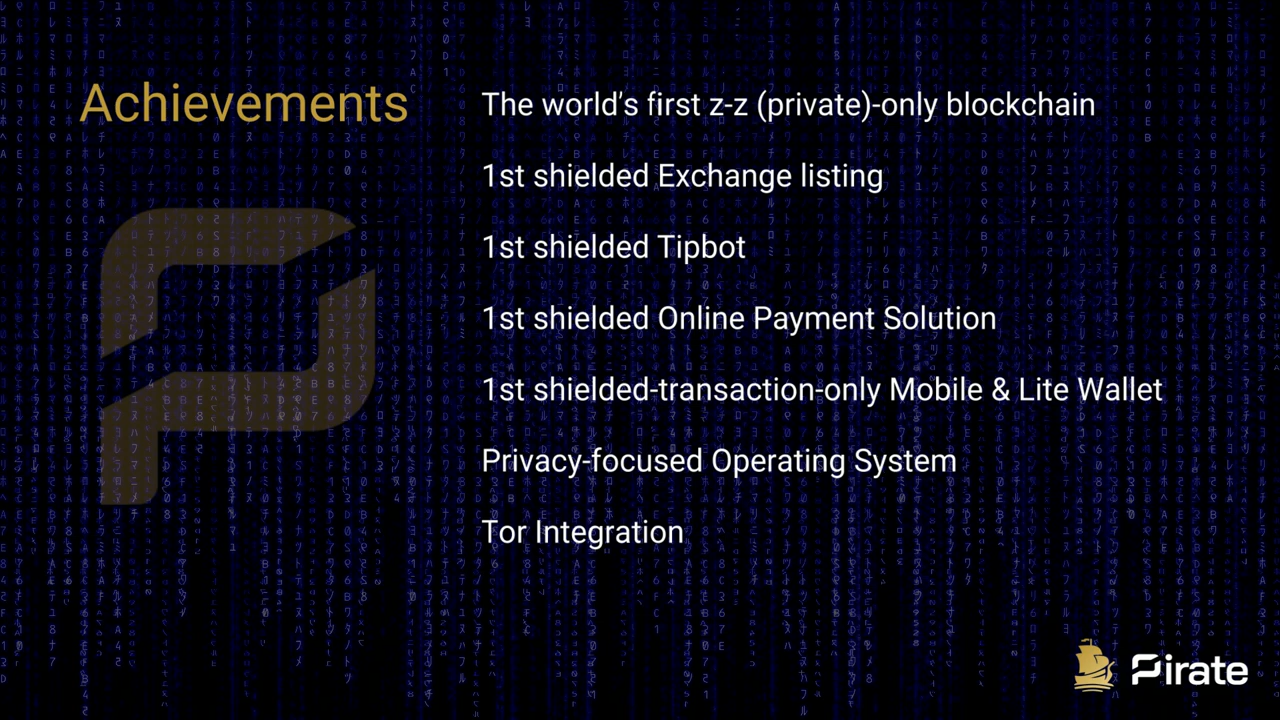 Achievements
The world's first z-z (private)-only blockchain
1st shielded Exchange listing
1st shielded Tipbot
1st shielded Online Payment Solution
1st shielded-transaction-only Mobile & Lite Wallet
Privacy-focused Operating System
Tor Integration
Pirate